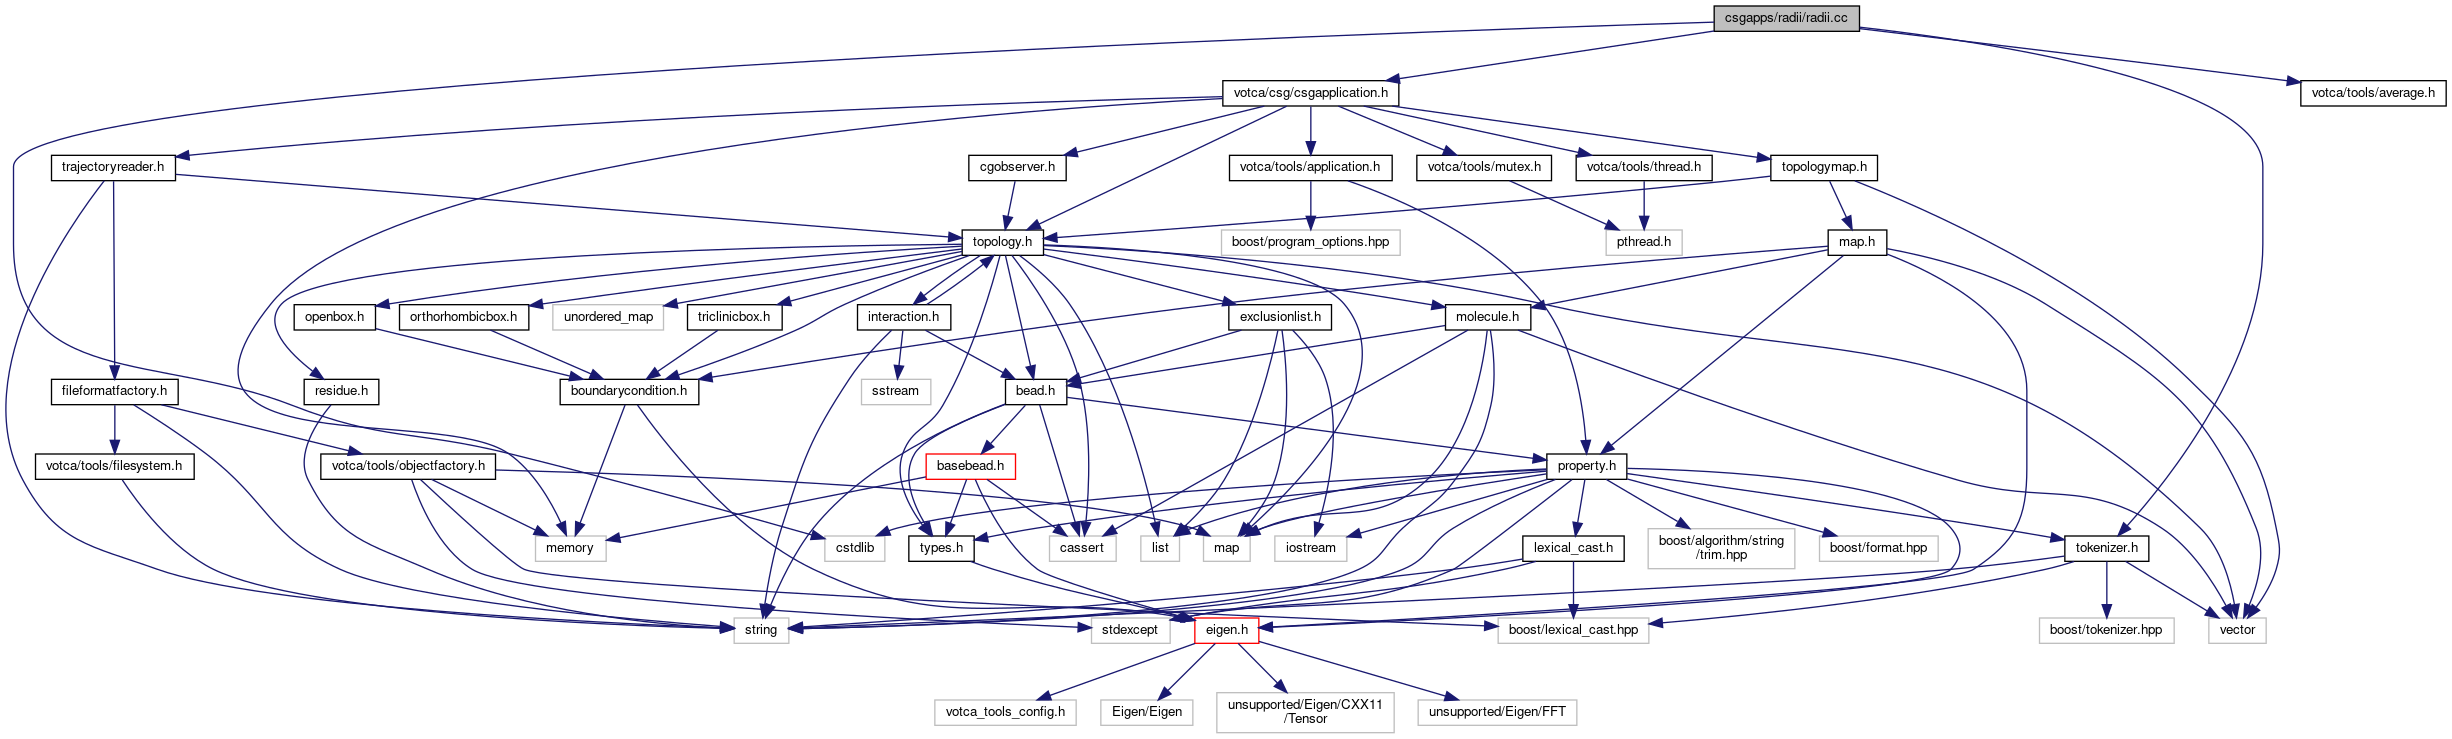 csgapps/radii/radii.cc
votca/csg/csgapplication.h
votca/tools/average.h
trajectoryreader.h
cgobserver.h
votca/tools/application.h
votca/tools/mutex.h
votca/tools/thread.h
topologymap.h
topology.h
boost/program_options.hpp
pthread.h
map.h
openbox.h
orthorhombicbox.h
unordered_map
triclinicbox.h
interaction.h
exclusionlist.h
molecule.h
fileformatfactory.h
residue.h
boundarycondition.h
sstream
bead.h
votca/tools/filesystem.h
votca/tools/objectfactory.h
basebead.h
property.h
memory
cstdlib
types.h
cassert
list
map
iostream
lexical_cast.h
boost/algorithm/string
/trim.hpp
boost/format.hpp
tokenizer.h
string
stdexcept
eigen.h
boost/lexical_cast.hpp
boost/tokenizer.hpp
vector
votca_tools_config.h
Eigen/Eigen
unsupported/Eigen/CXX11
/Tensor
unsupported/Eigen/FFT